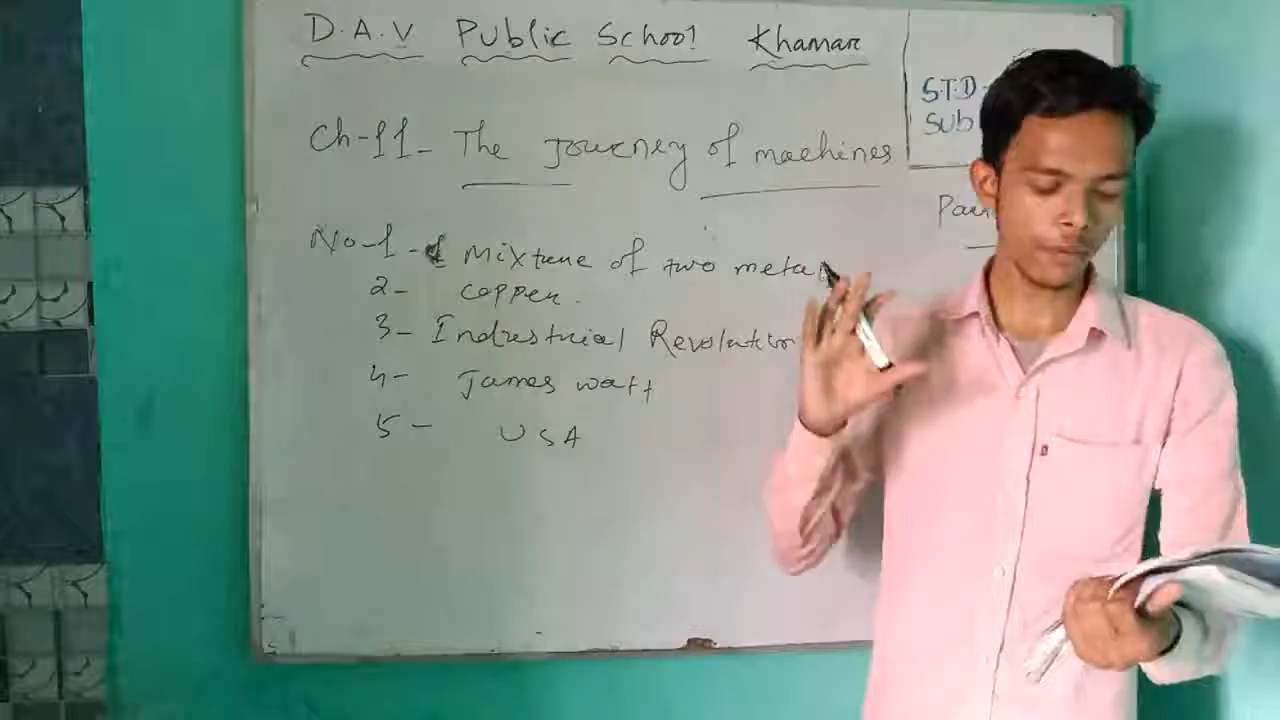 D.A.V Public School Khamar
STD-
Sub
Ch-11- The Journey of machines
No-1- Mixture of two metal
2- copper.
3- Industrial Revolution
4- James watt
5- USA